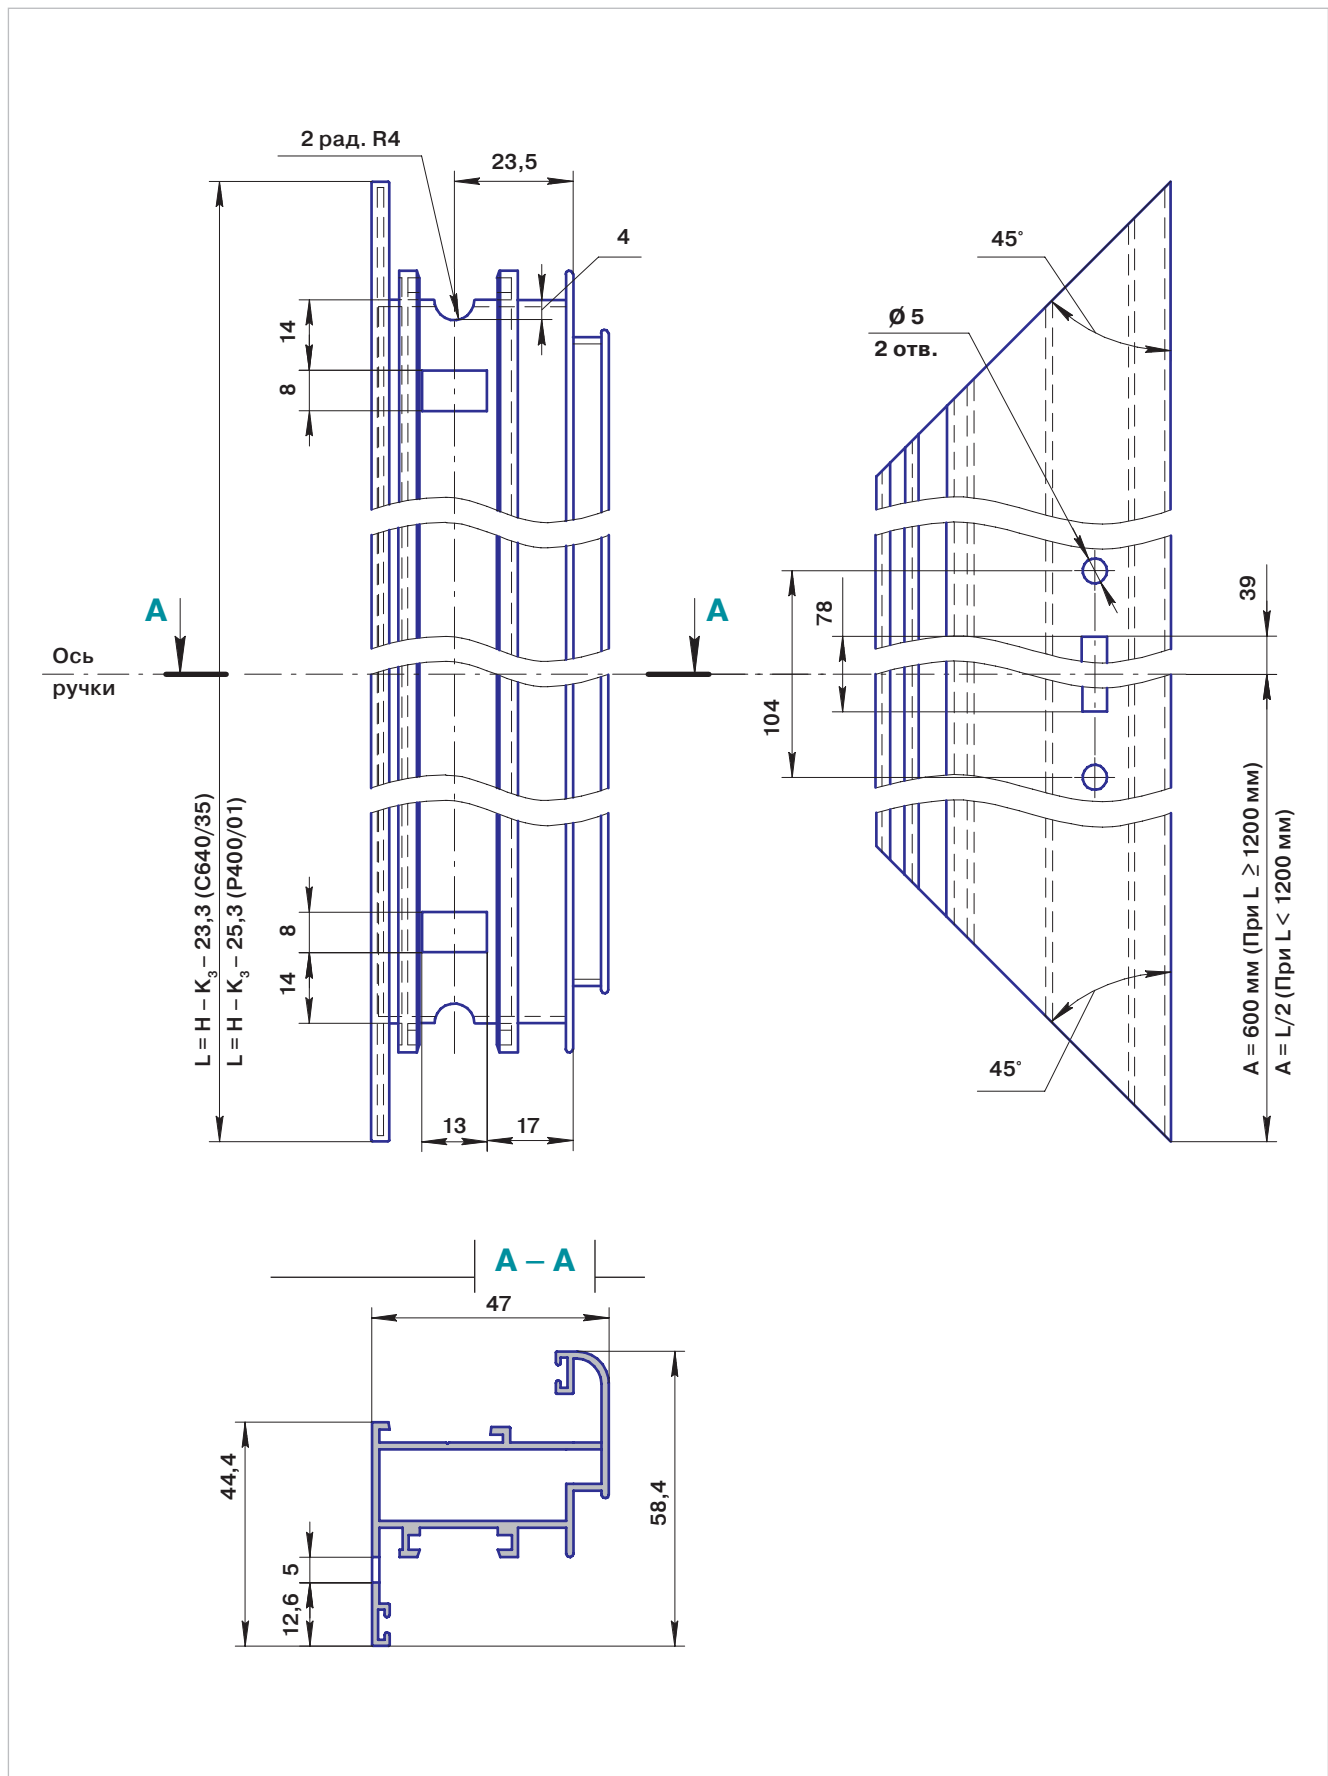 2 рад. R4
23,5
4
45°
Ø 5
2 отв.
14
8
39
78
A
A
Ось
ручки
104
L = H – K₃ – 23,3 (C640/35)
L = H – K₃ – 25,3 (P400/01)
A = 600 мм (При L ≥ 1200 мм)
A = L/2 (При L < 1200 мм)
8
14
45°
13
17
A – A
47
44,4
58,4
5
12,6